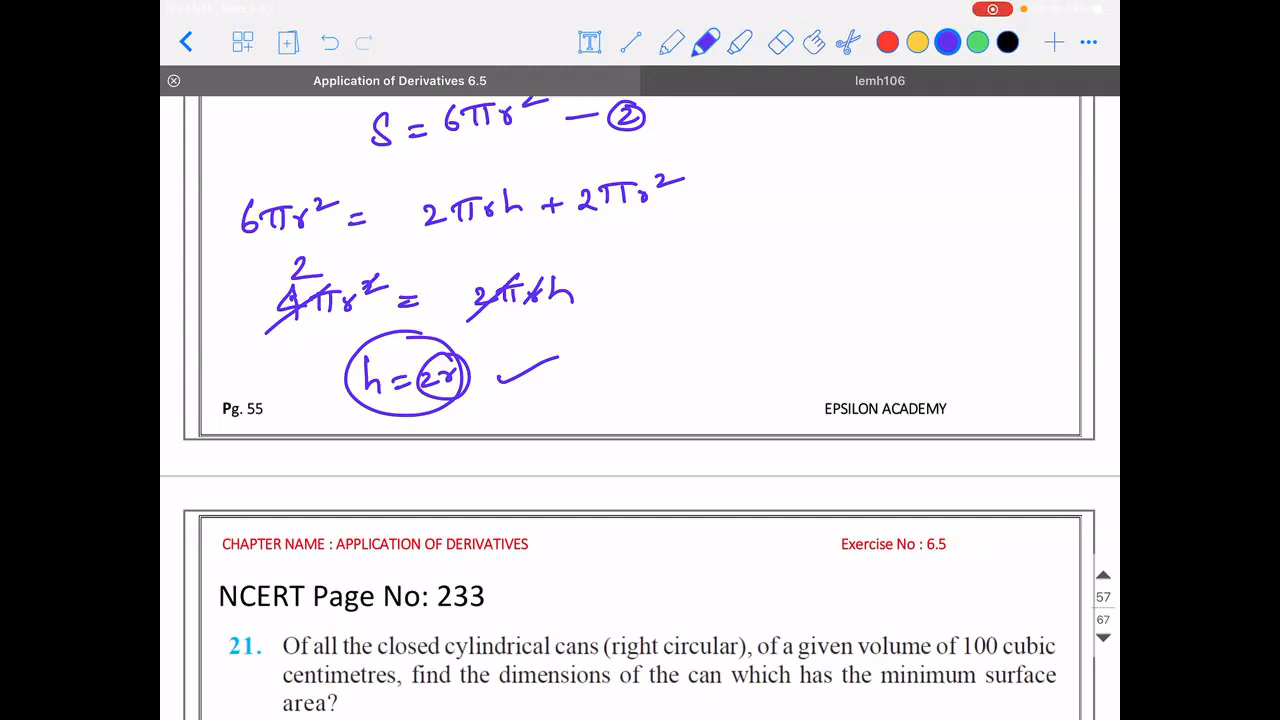 Application of Derivatives 6.5
lemh106
S = 6πr² — ②
6πr² = 2πrh + 2πr²
2
4πr² = 2πrh
h = 2r
Pg. 55
EPSILON ACADEMY
CHAPTER NAME : APPLICATION OF DERIVATIVES
Exercise No : 6.5
NCERT Page No: 233
57
67
21. Of all the closed cylindrical cans (right circular), of a given volume of 100 cubic
centimetres, find the dimensions of the can which has the minimum surface
area?